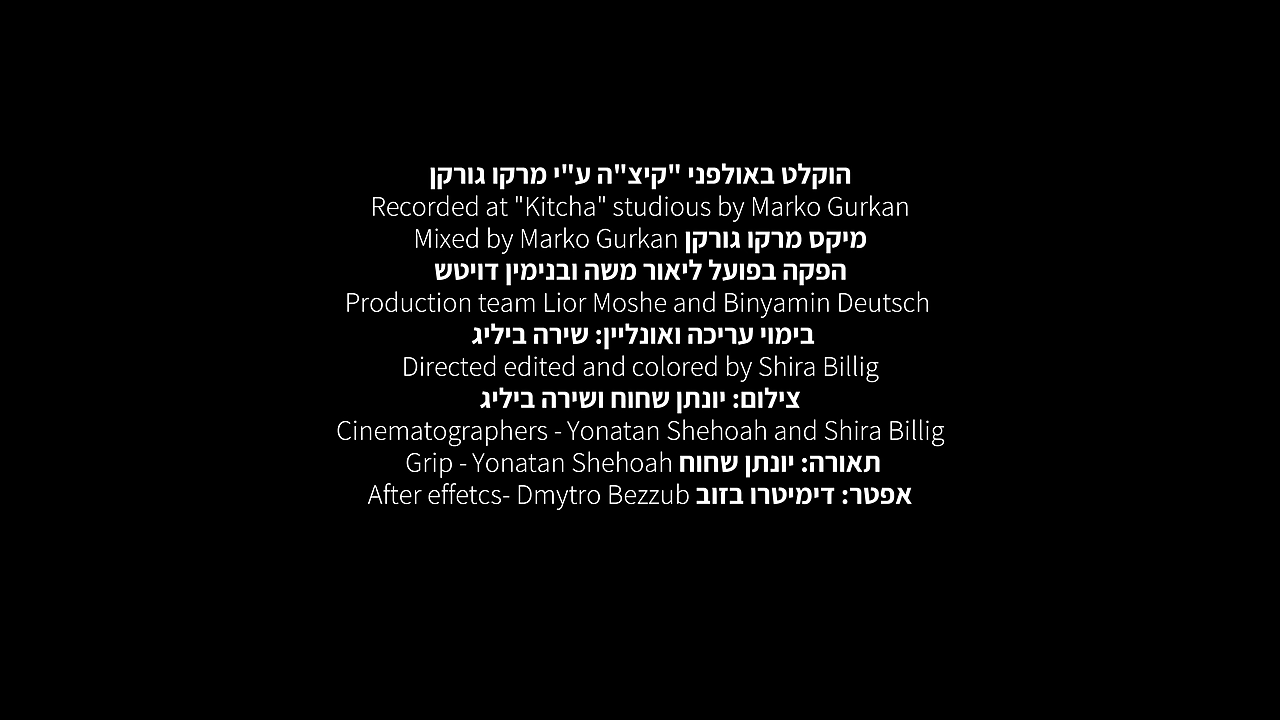 הוקלט באולפני "קיצ"ה ע"י מרקו גורקן
Recorded at "Kitcha" studious by Marko Gurkan
Mixed by Marko Gurkan מיקס מרקו גורקן
הפקה בפועל ליאור משה ובנימין דויטש
Production team Lior Moshe and Binyamin Deutsch
בימוי עריכה ואונליין: שירה ביליג
Directed edited and colored by Shira Billig
צילום: יונתן שחוח ושירה ביליג
Cinematographers - Yonatan Shehoah and Shira Billig
Grip - Yonatan Shehoah תאורה: יונתן שחוח
After effetcs- Dmytro Bezzub אפטר: דימיטרו בזוב